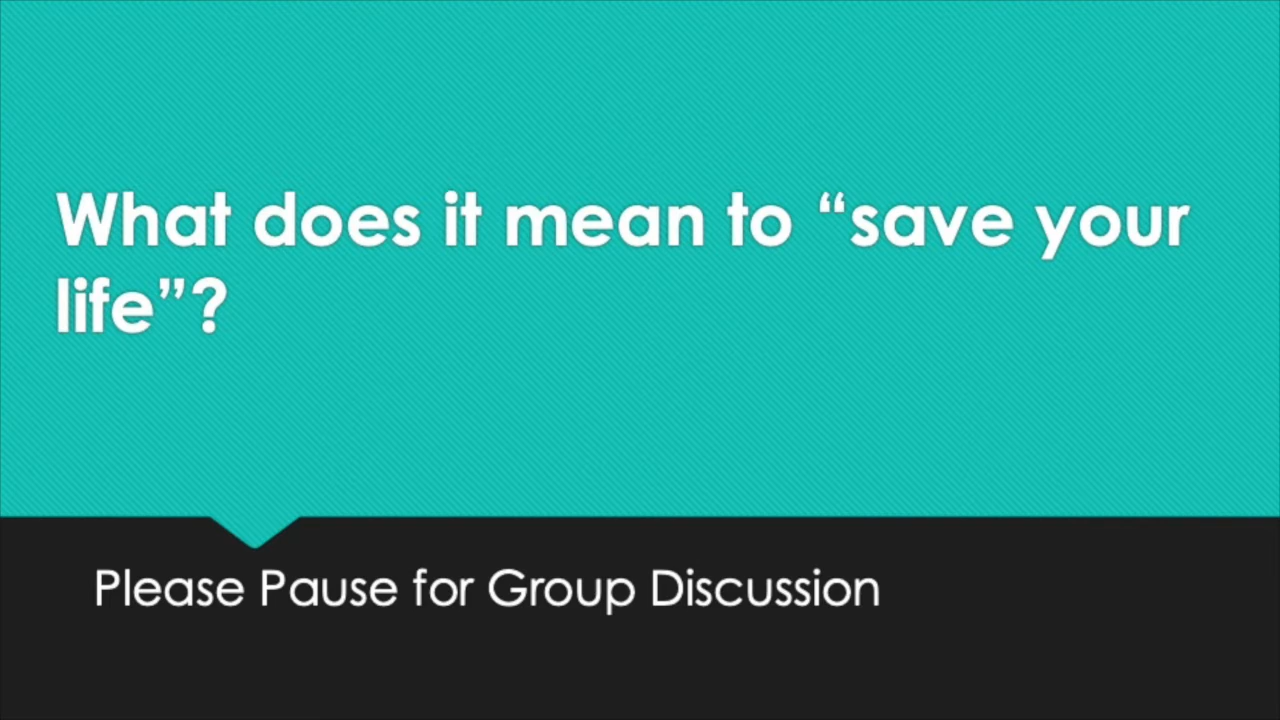 What does it mean to “save your
life”?
Please Pause for Group Discussion